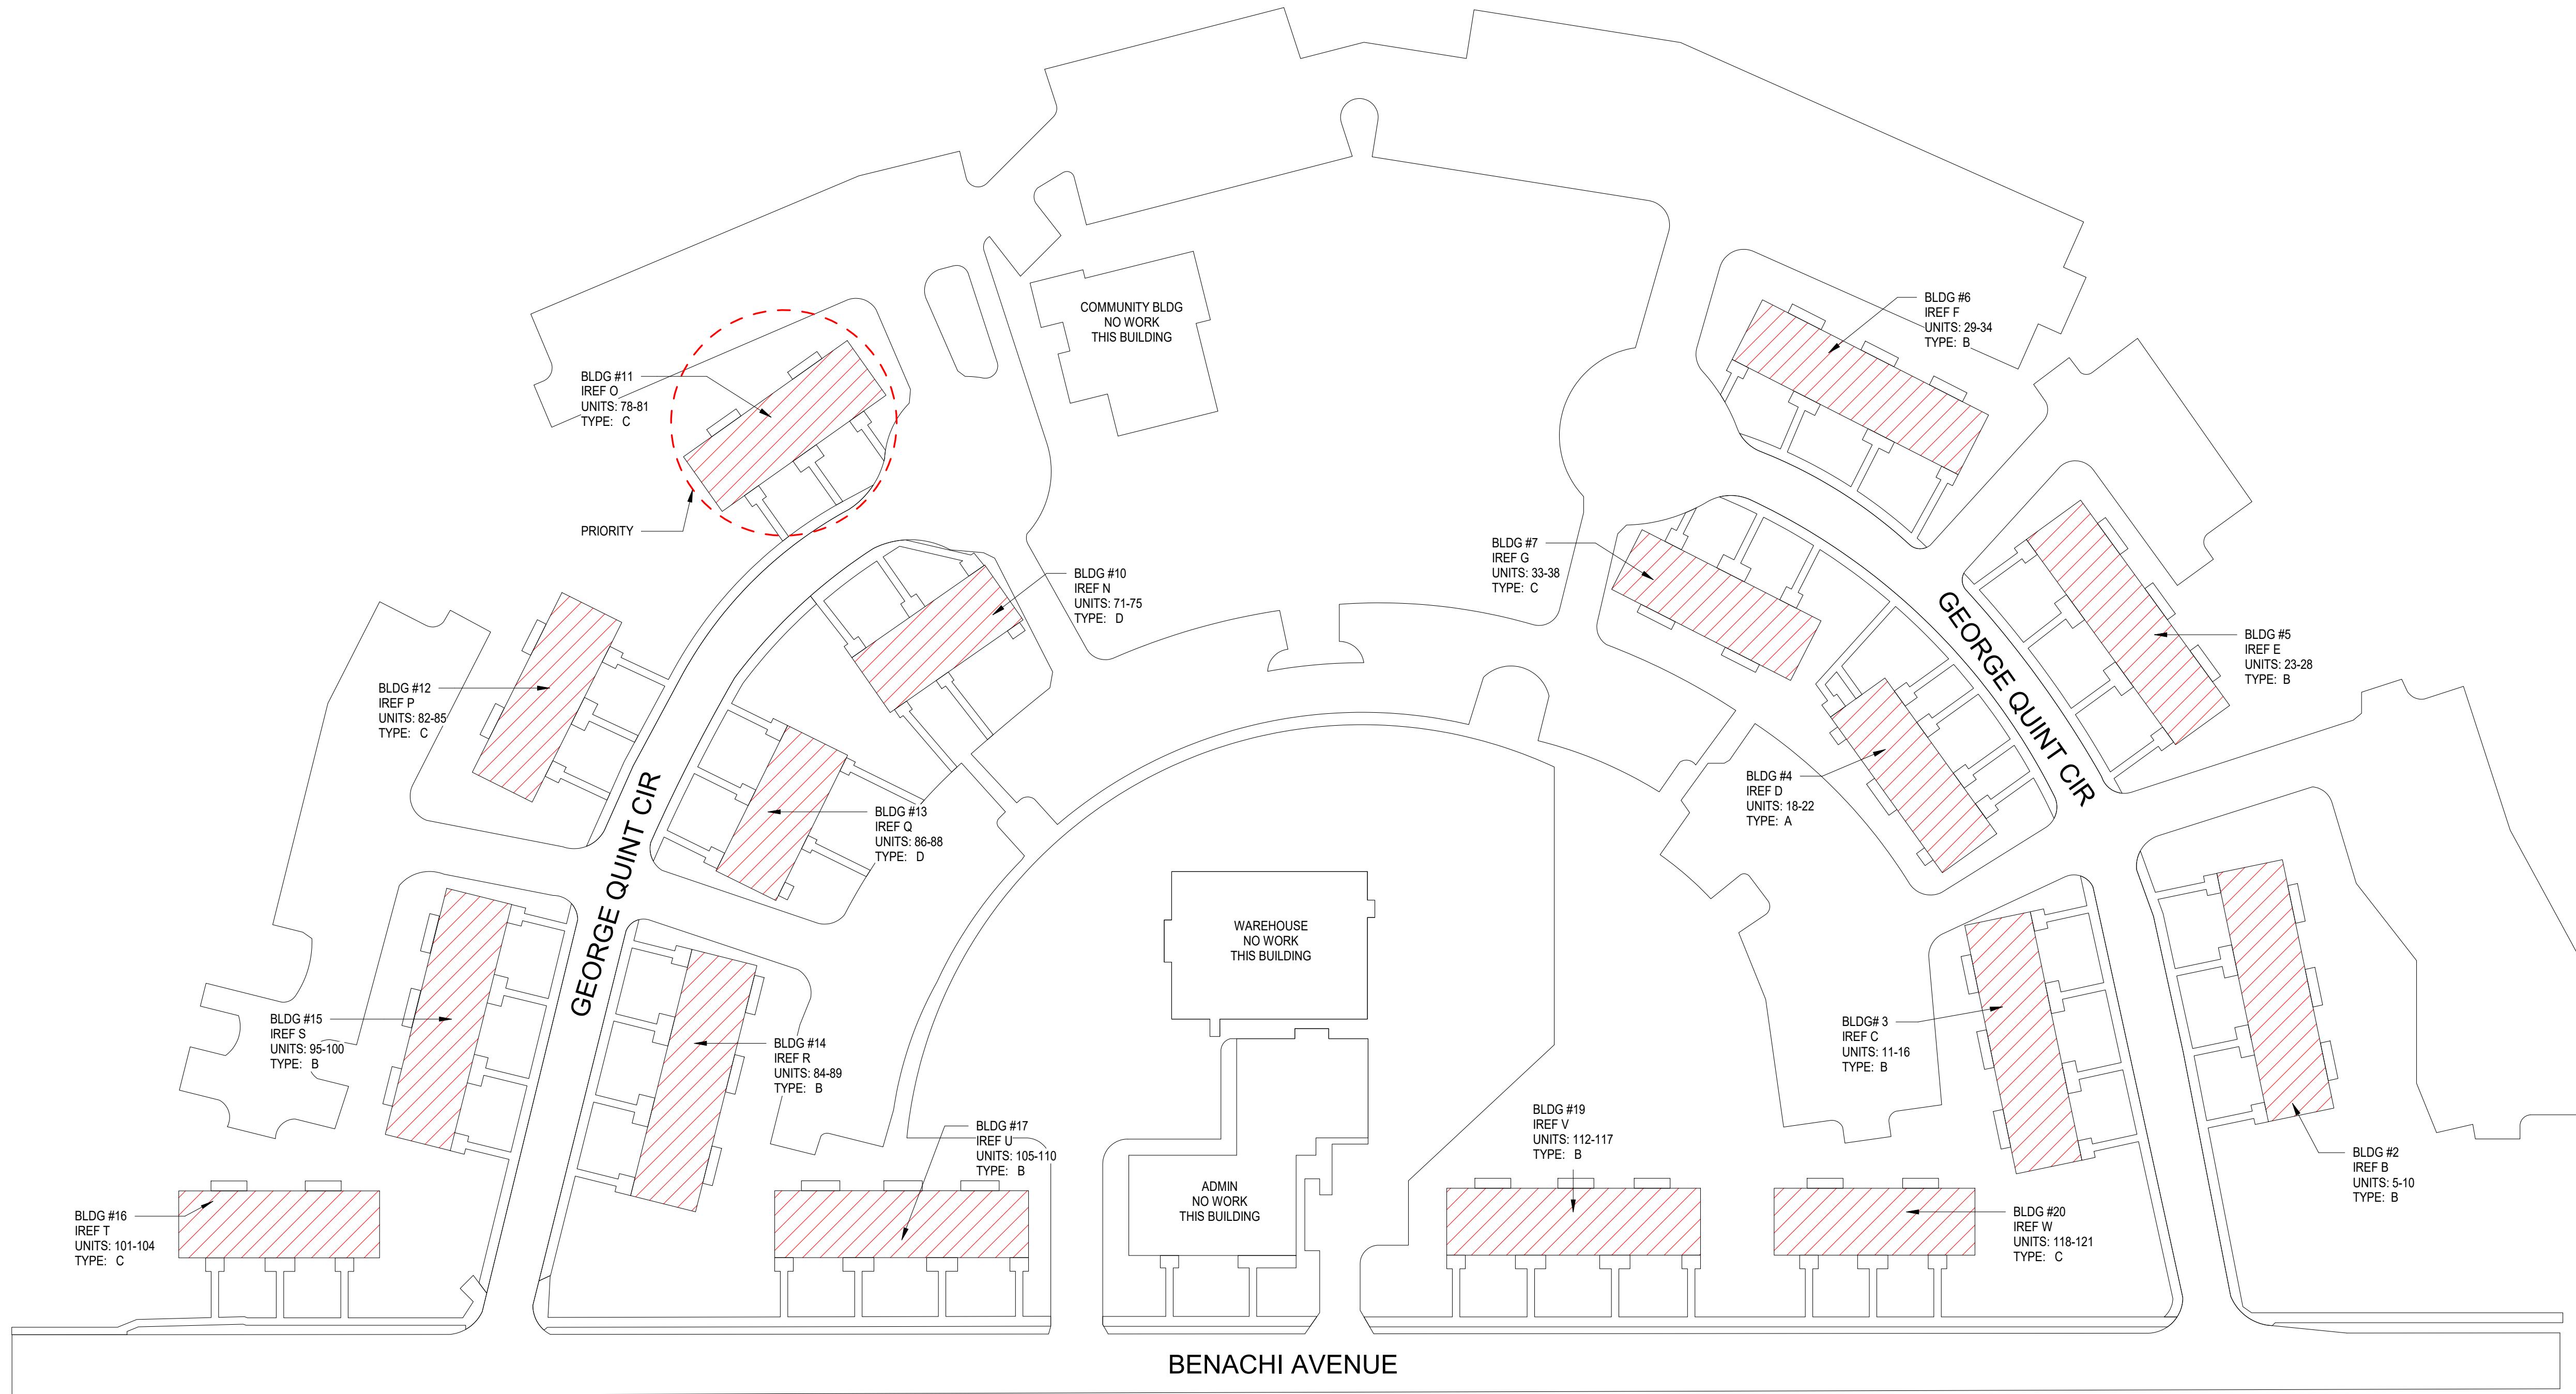 COMMUNITY BLDG
NO WORK
THIS BUILDING
BLDG #6
IREF F
UNITS: 29-34
TYPE: B
BLDG #11
IREF O
UNITS: 78-81
TYPE: C
PRIORITY
BLDG #7
IREF G
UNITS: 33-38
TYPE: C
BLDG #10
IREF N
UNITS: 71-75
TYPE: D
GEORGE QUINT CIR
BLDG #5
IREF E
UNITS: 23-28
TYPE: B
BLDG #12
IREF P
UNITS: 82-85
TYPE: C
BLDG #4
IREF D
UNITS: 18-22
TYPE: A
GEORGE QUINT CIR
BLDG #13
IREF Q
UNITS: 86-88
TYPE: D
WAREHOUSE
NO WORK
THIS BUILDING
BLDG #15
IREF S
UNITS: 95-100
TYPE: B
BLDG# 3
IREF C
UNITS: 11-16
TYPE: B
BLDG #14
IREF R
UNITS: 84-89
TYPE: B
BLDG #19
IREF V
UNITS: 112-117
TYPE: B
BLDG #17
IREF U
UNITS: 105-110
TYPE: B
BLDG #2
IREF B
UNITS: 5-10
TYPE: B
ADMIN
NO WORK
THIS BUILDING
BLDG #16
IREF T
UNITS: 101-104
TYPE: C
BLDG #20
IREF W
UNITS: 118-121
TYPE: C
BENACHI AVENUE